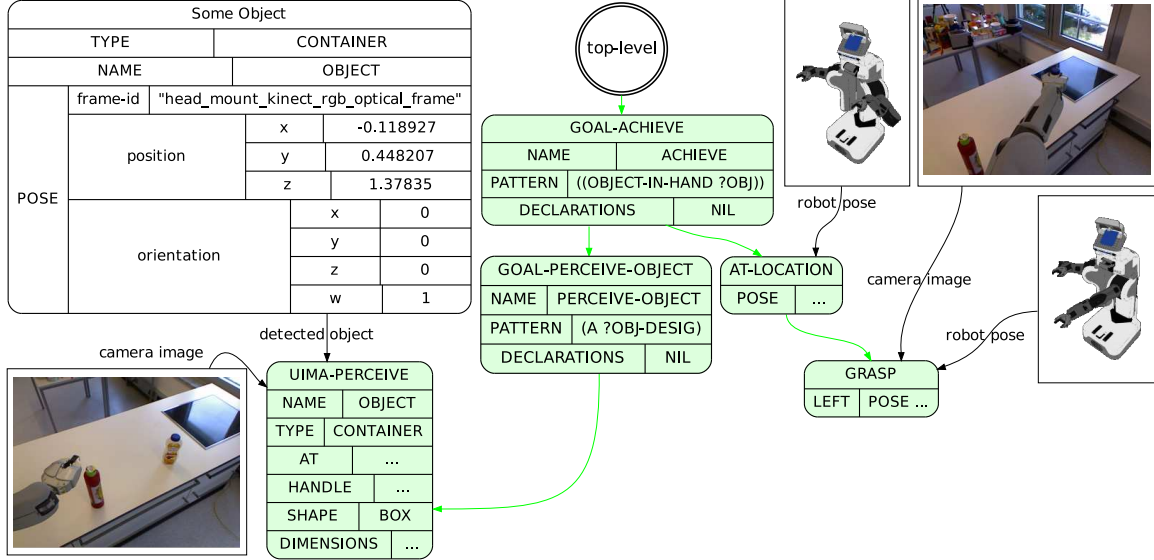 Some Object
TYPE CONTAINER
NAME OBJECT
POSE
frame-id "head_mount_kinect_rgb_optical_frame"
position
x -0.118927
y 0.448207
z 1.37835
orientation
x 0
y 0
z 0
w 1
detected object
camera image
UIMA-PERCEIVE
NAME OBJECT
TYPE CONTAINER
AT ...
HANDLE ...
SHAPE BOX
DIMENSIONS ...
top-level
GOAL-ACHIEVE
NAME ACHIEVE
PATTERN ((OBJECT-IN-HAND ?OBJ))
DECLARATIONS NIL
GOAL-PERCEIVE-OBJECT
NAME PERCEIVE-OBJECT
PATTERN (A ?OBJ-DESIG)
DECLARATIONS NIL
robot pose
AT-LOCATION
POSE ...
camera image
robot pose
GRASP
LEFT POSE ...